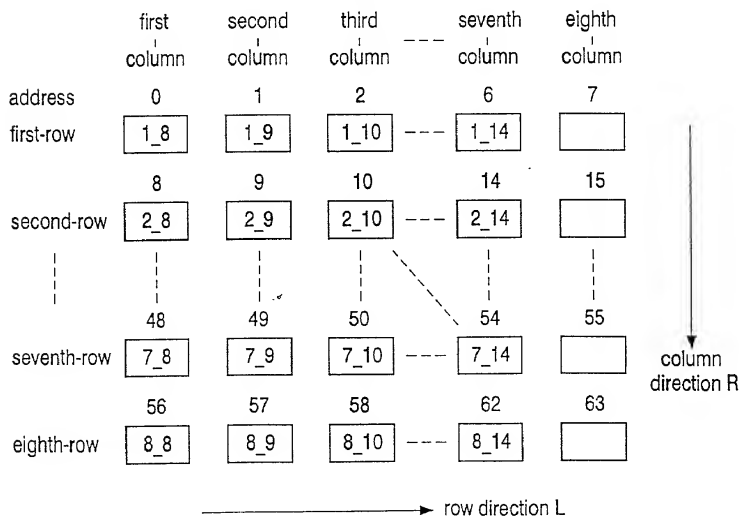 first second third seventh eighth
column column column column column
address 0 1 2 6 7
first-row 1_8 1_9 1_10 1_14
8 9 10 14 15
second-row 2_8 2_9 2_10 2_14
48 49 50 54 55
seventh-row 7_8 7_9 7_10 7_14
column
direction R
56 57 58 62 63
eighth-row 8_8 8_9 8_10 8_14
row direction L